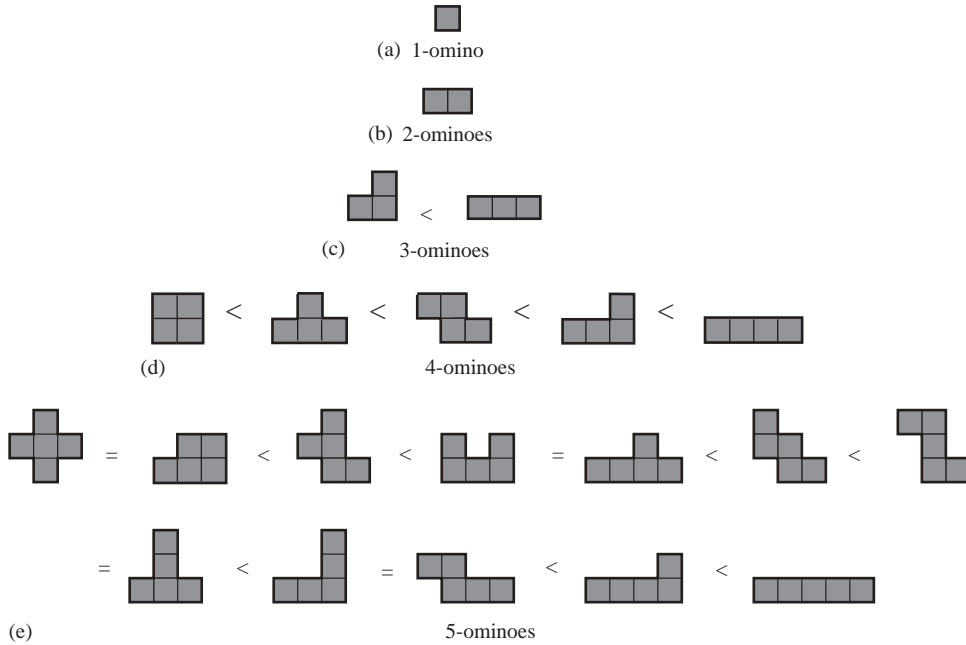 (a) 1-omino
(b) 2-ominoes
<
(c) 3-ominoes
< < < <
(d) 4-ominoes
= < < = < <
= < = < <
(e) 5-ominoes